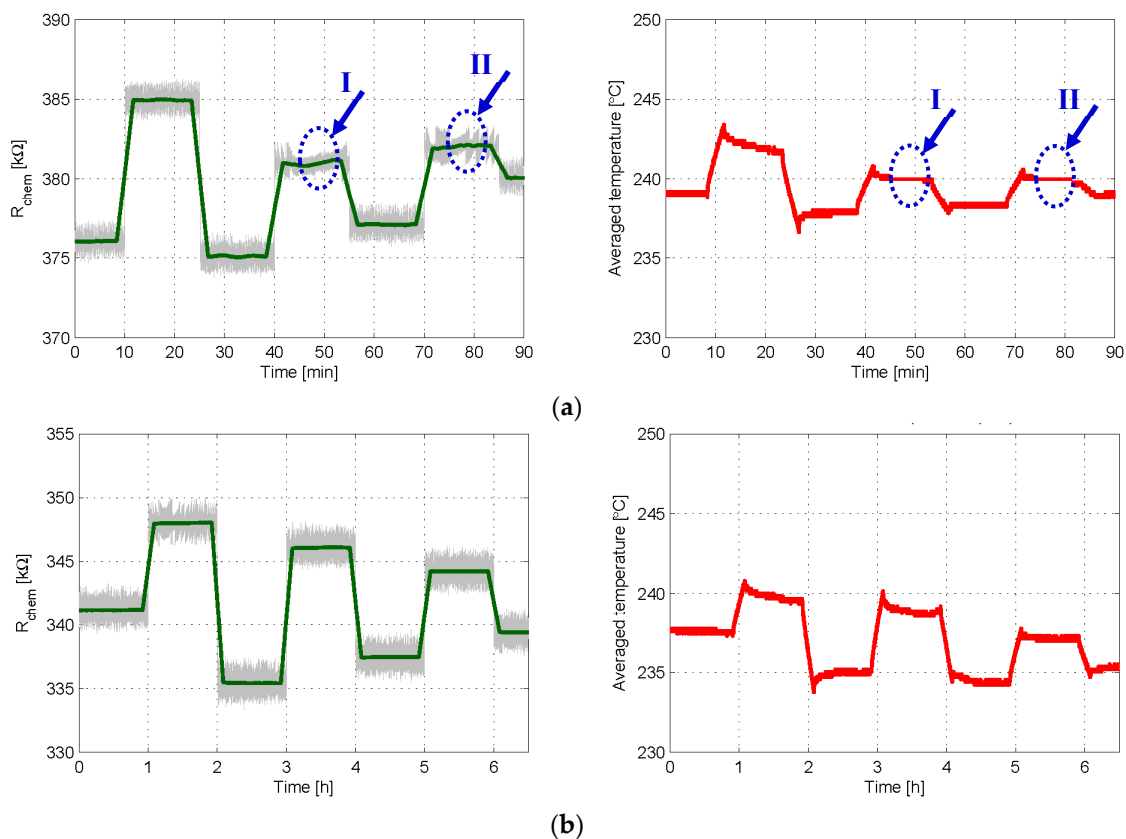 390
385
380
375
370
R_chem [kΩ]
I
II
0 10 20 30 40 50 60 70 80 90
Time [min]
250
245
240
235
230
Averaged temperature [°C]
I
II
0 10 20 30 40 50 60 70 80 90
Time [min]
(a)
355
350
345
340
335
330
R_chem [kΩ]
0 1 2 3 4 5 6
Time [h]
250
245
240
235
230
Averaged temperature [°C]
0 1 2 3 4 5 6
Time [h]
(b)